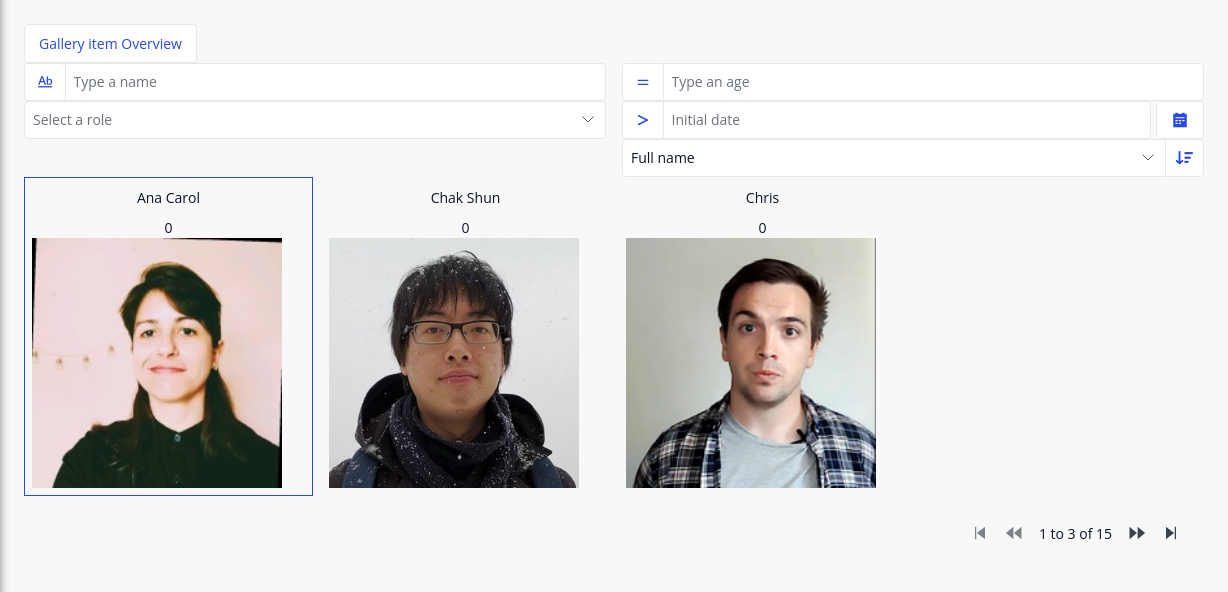 Gallery item Overview
Ab
Type a name
=
Type an age
Select a role
>
Initial date
Full name
Ana Carol
Chak Shun
Chris
0
0
0
1 to 3 of 15